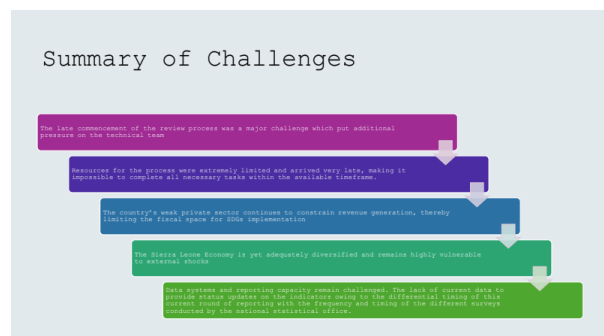 Summary of Challenges
The late commencement of the review process was a major challenge which put additional
pressure on the technical team
Resources for the process were extremely limited and arrived very late, making it
impossible to complete all necessary tasks within the available timeframe.
The country's weak private sector continues to constrain revenue generation, thereby
limiting the fiscal space for SDGs implementation
The Sierra Leone Economy is yet adequately diversified and remains highly vulnerable
to external shocks
Data systems and reporting capacity remain challenged. The lack of current data to
provide status updates on the indicators owing to the differential timing of this
current round of reporting with the frequency and timing of the different surveys
conducted by the national statistical office.